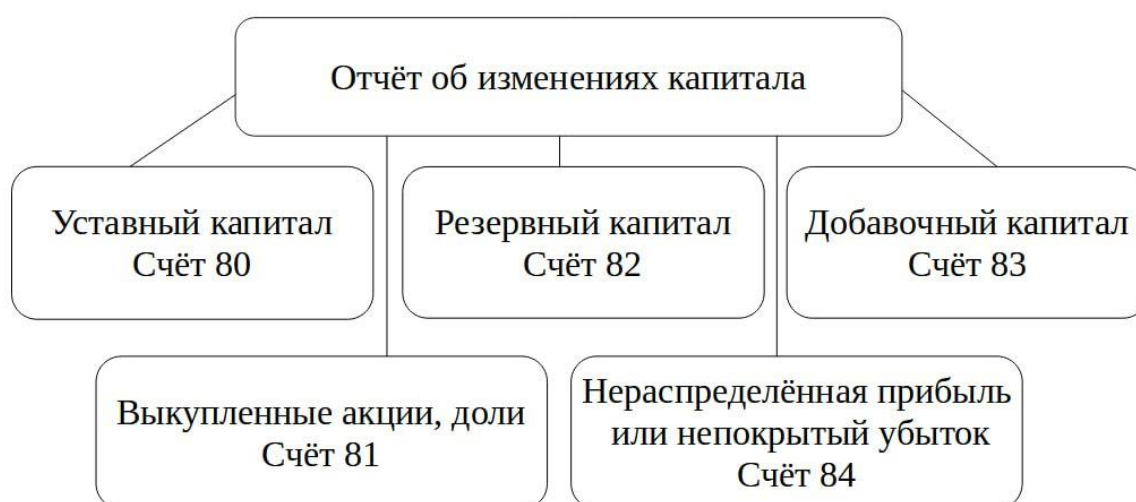 Отчёт об изменениях капитала
Уставный капитал
Счёт 80
Резервный капитал
Счёт 82
Добавочный капитал
Счёт 83
Выкупленные акции, доли
Счёт 81
Нераспределённая прибыль
или непокрытый убыток
Счёт 84